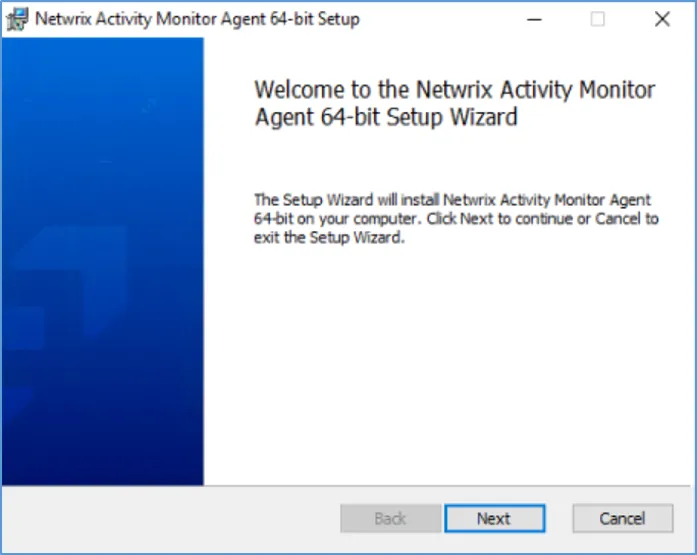 Netwrix Activity Monitor Agent 64-bit Setup
Welcome to the Netwrix Activity Monitor
Agent 64-bit Setup Wizard
The Setup Wizard will install Netwrix Activity Monitor Agent
64-bit on your computer. Click Next to continue or Cancel to
exit the Setup Wizard.
Back
Next
Cancel